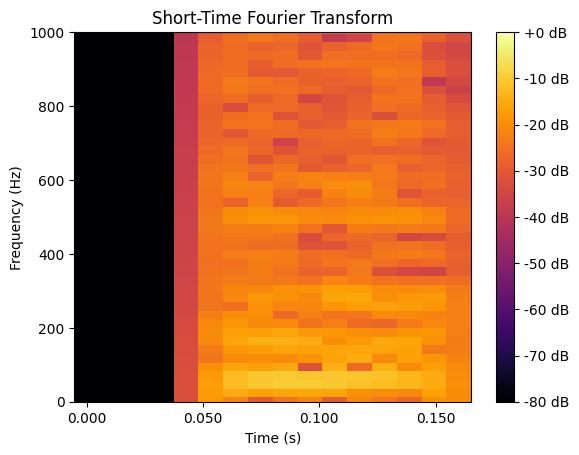 Short-Time Fourier Transform
1000
800
600
400
200
0
Frequency (Hz)
0.000
0.050
0.100
0.150
Time (s)
+0 dB
-10 dB
-20 dB
-30 dB
-40 dB
-50 dB
-60 dB
-70 dB
-80 dB